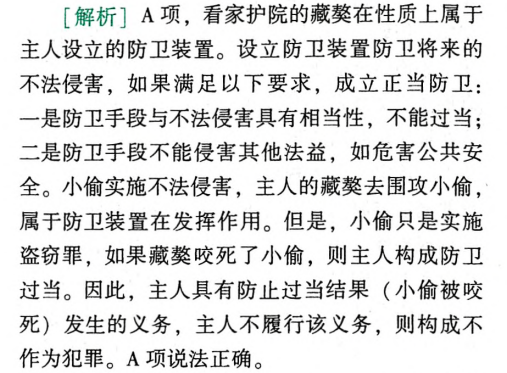 [解析] A 项，看家护院的藏獒在性质上属于
主人设立的防卫装置。设立防卫装置防卫将来的
不法侵害，如果满足以下要求，成立正当防卫：
一是防卫手段与不法侵害具有相当性，不能过当；
二是防卫手段不能侵害其他法益，如危害公共安
全。小偷实施不法侵害，主人的藏獒去围攻小偷，
属于防卫装置在发挥作用。但是，小偷只是实施
盗窃罪，如果藏獒咬死了小偷，则主人构成防卫
过当。因此，主人具有防止过当结果（小偷被咬
死）发生的义务，主人不履行该义务，则构成不
作为犯罪。A 项说法正确。